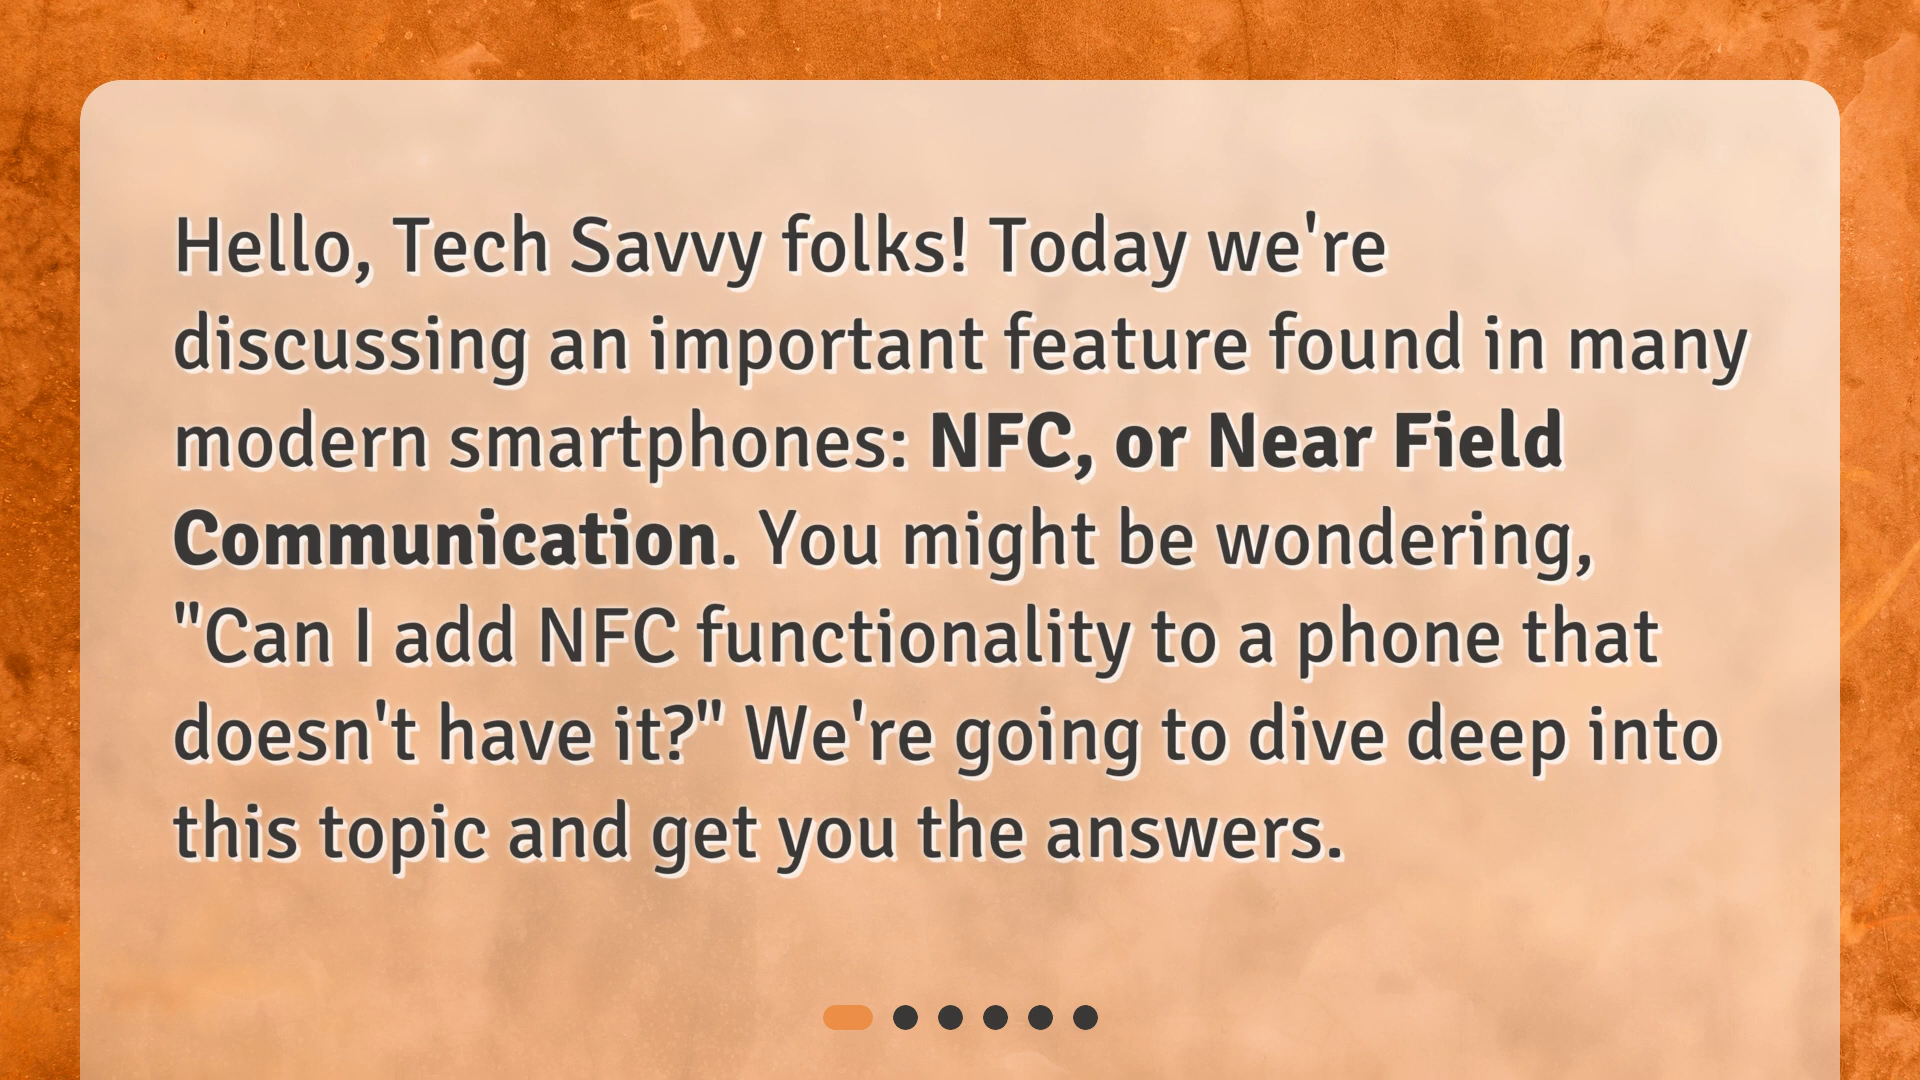 Hello, Tech Savvy folks! Today we're
discussing an important feature found in many
modern smartphones: NFC, or Near Field
Communication. You might be wondering,
"Can I add NFC functionality to a phone that
doesn't have it?" We're going to dive deep into
this topic and get you the answers.